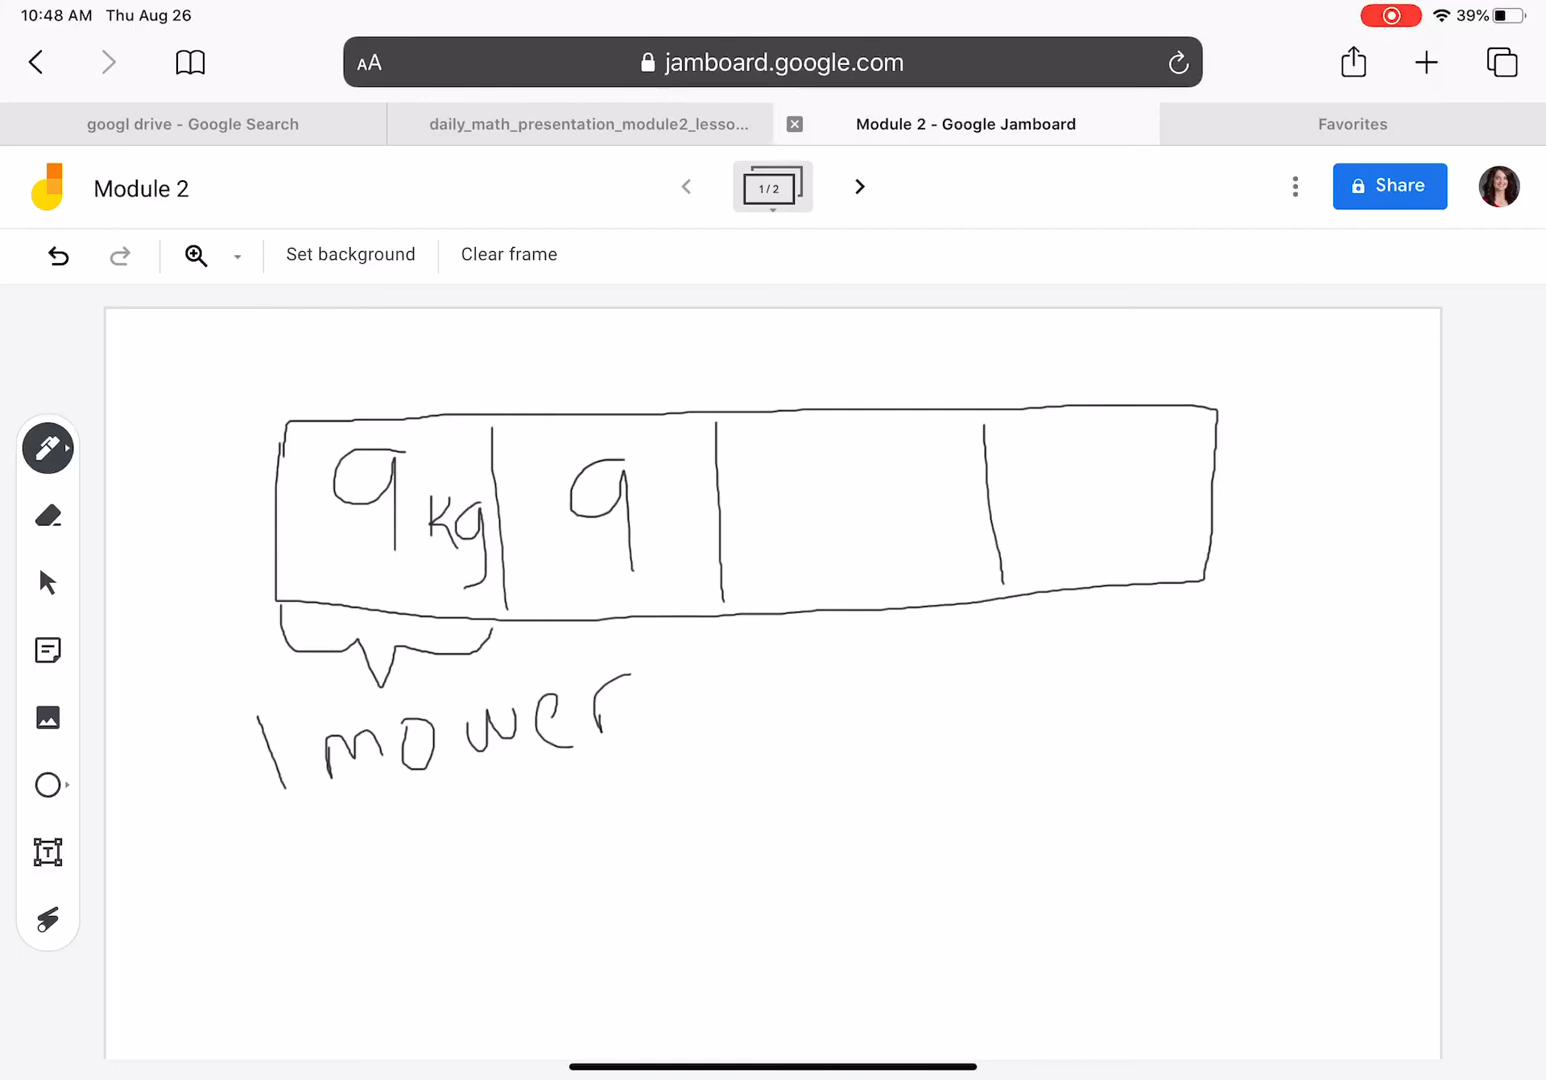 10:48 AM Thu Aug 26
39%
AA jamboard.google.com
googl drive - Google Search
daily_math_presentation_module2_lesso...
Module 2 - Google Jamboard
Favorites
Module 2
1 / 2
Share
Set background
Clear frame
9 kg 9
1 mower